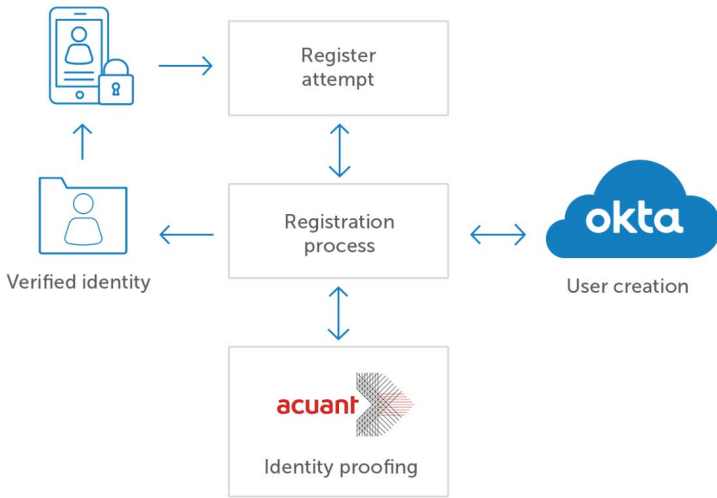 Register
attempt
Registration
process
Verified identity
okta
User creation
acuant
Identity proofing